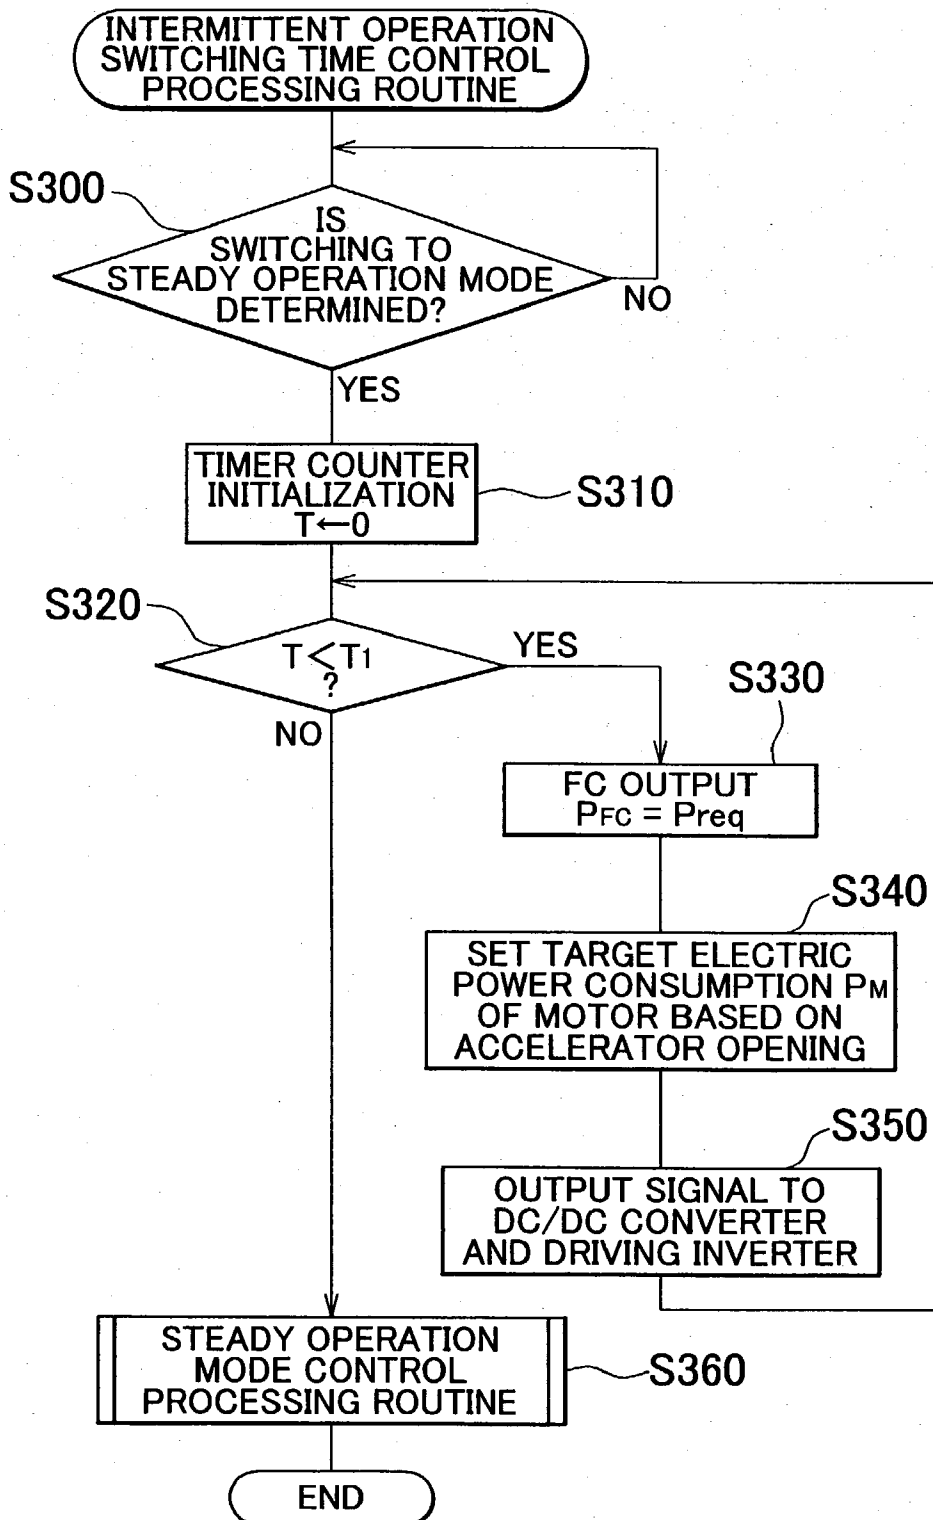 INTERMITTENT OPERATION
SWITCHING TIME CONTROL
PROCESSING ROUTINE
S300
IS
SWITCHING TO
STEADY OPERATION MODE
DETERMINED?
NO
YES
TIMER COUNTER
INITIALIZATION
T←0
S310
S320
T<T1
?
YES
NO
S330
FC OUTPUT
PFC = Preq
S340
SET TARGET ELECTRIC
POWER CONSUMPTION PM
OF MOTOR BASED ON
ACCELERATOR OPENING
S350
OUTPUT SIGNAL TO
DC/DC CONVERTER
AND DRIVING INVERTER
STEADY OPERATION
MODE CONTROL
PROCESSING ROUTINE
S360
END